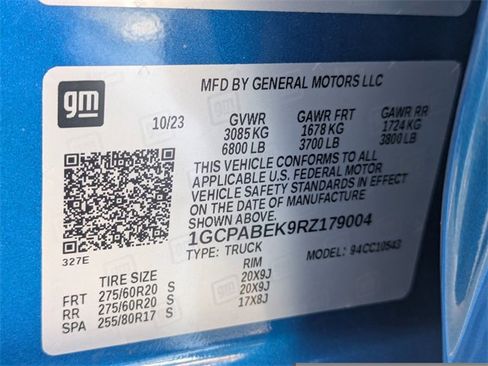 gm
MFD BY GENERAL MOTORS LLC
10/23 GVWR GAWR FRT GAWR RR
3085 KG 1678 KG 1724 KG
6800 LB 3700 LB 3800 LB
THIS VEHICLE CONFORMS TO ALL
APPLICABLE U.S. FEDERAL MOTOR
VEHICLE SAFETY STANDARDS IN EFFECT
ON THE DATE OF MANUFACTURE
SHOWN ABOVE.
1GCPABEK9RZ179004
327E
TYPE: TRUCK MODEL: 94CC10543
TIRE SIZE RIM
FRT 275/60R20 S 20X9J
RR 275/60R20 S 20X9J
SPA 255/80R17 S 17X8J